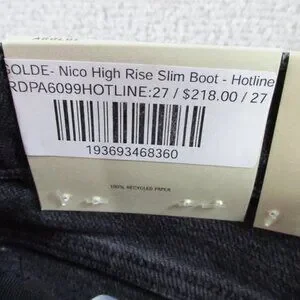 GOLDE- Nico High Rise Slim Boot - Hotline
RDPA6099HOTLINE:27 / $218.00 / 27
193693468360
100% RECYCLED PAPER